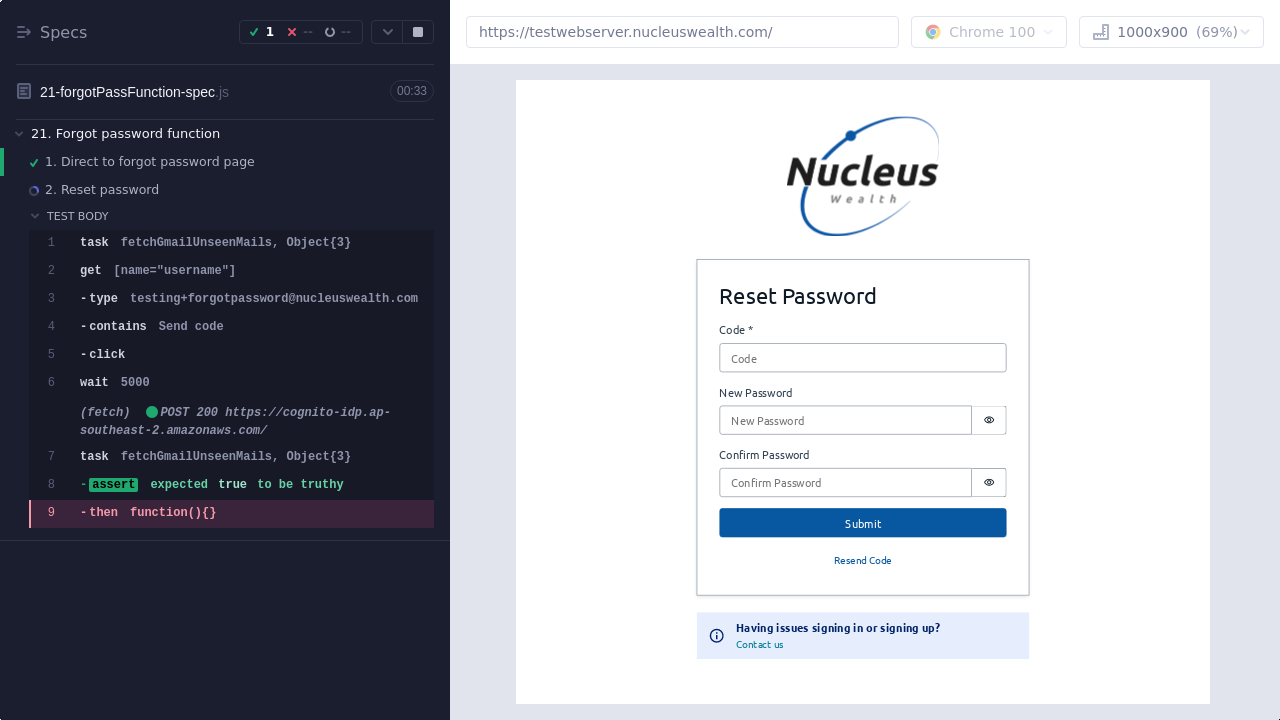 Specs
1
--
--
21-forgotPassFunction-spec.js
00:33
21. Forgot password function
1. Direct to forgot password page
2. Reset password
TEST BODY
1 task fetchGmailUnseenMails, Object{3}
2 get [name="username"]
3 -type testing+forgotpassword@nucleuswealth.com
4 -contains Send code
5 -click
6 wait 5000
(fetch) POST 200 https://cognito-idp.ap-
southeast-2.amazonaws.com/
7 task fetchGmailUnseenMails, Object{3}
8 -assert expected true to be truthy
9 -then function(){}
https://testwebserver.nucleuswealth.com/
Chrome 100
1000x900 (69%)
Nucleus
Wealth
Reset Password
Code *
Code
New Password
New Password
Confirm Password
Confirm Password
Submit
Resend Code
Having issues signing in or signing up?
Contact us